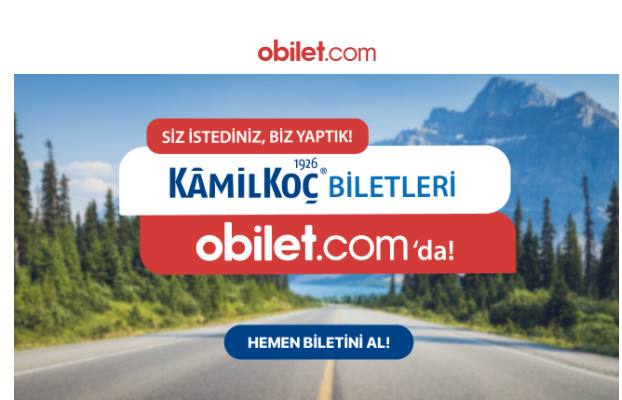 obilet.com
SİZ İSTEDİNİZ, BİZ YAPTIK!
1926
KÂMİLKOÇ® BİLETLERİ
obilet.com 'da!
HEMEN BİLETİNİ AL!